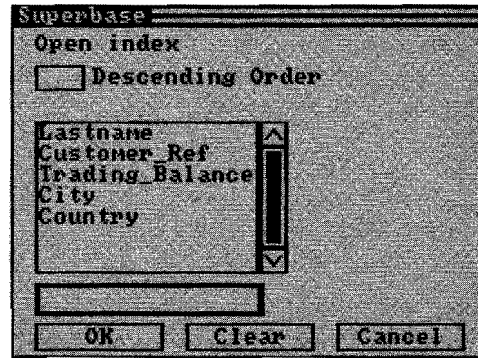 Superbase
Open index
Descending Order
Lastname
Customer_Ref
Trading_Balance
City
Country
OK Clear Cancel